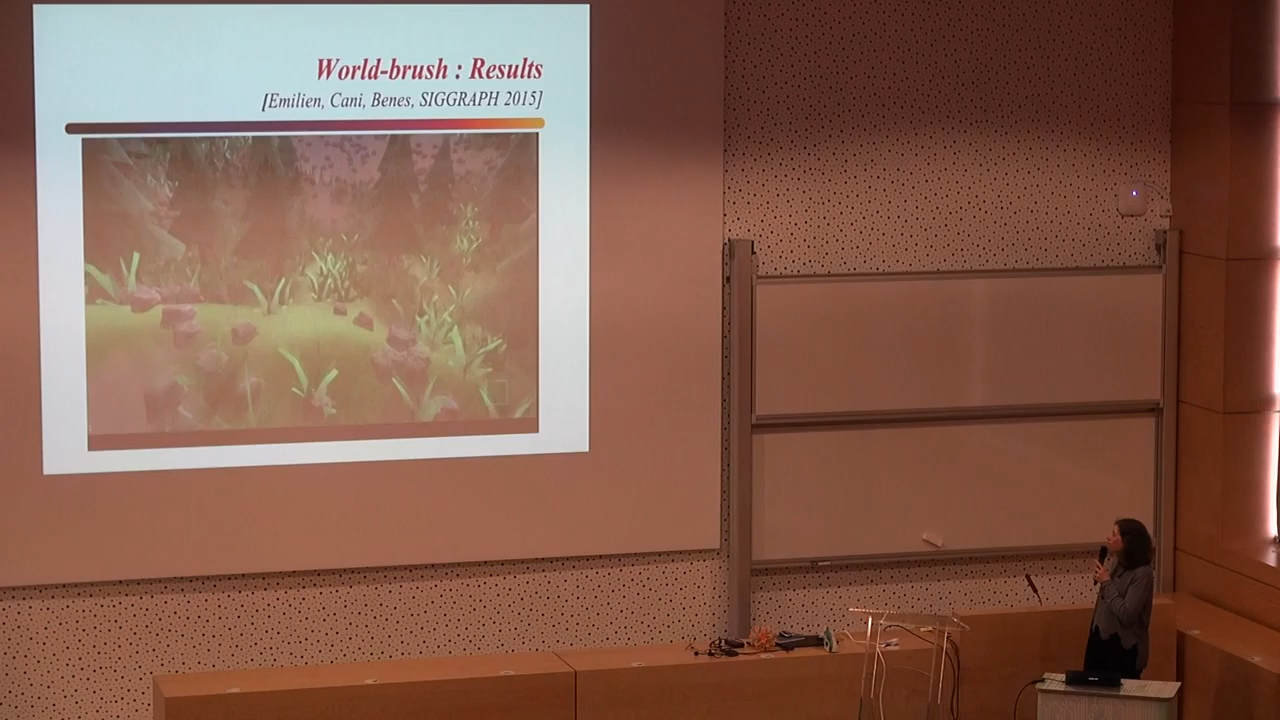 World-brush : Results
[Emilien, Cani, Benes, SIGGRAPH 2015]